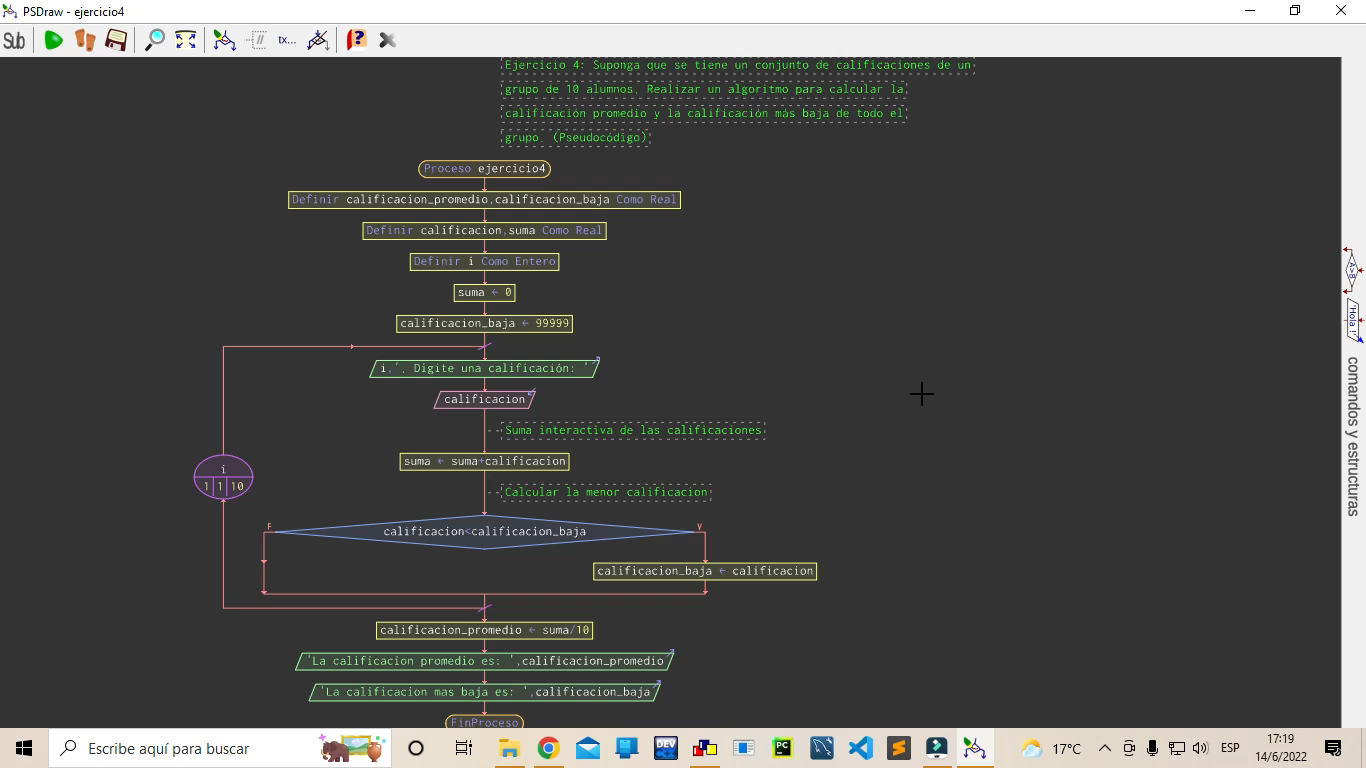 PSDraw - ejercicio4
Sub
tx...
Ejercicio 4: Suponga que se tiene un conjunto de calificaciones de un
grupo de 10 alumnos. Realizar un algoritmo para calcular la
calificación promedio y la calificación más baja de todo el
grupo. (Pseudocódigo)
Proceso ejercicio4
Definir calificacion_promedio,calificacion_baja Como Real
Definir calificacion,suma Como Real
Definir i Como Entero
suma ← 0
calificacion_baja ← 99999
i,'. Digite una calificación: '
calificacion
Suma interactiva de las calificaciones
suma ← suma+calificacion
i
1 1 10
Calcular la menor calificacion
F
calificacion<calificacion_baja
V
calificacion_baja ← calificacion
calificacion_promedio ← suma/10
'La calificacion promedio es: ',calificacion_promedio
'La calificacion mas baja es: ',calificacion_baja
FinProceso
A>B
'Hola !'
comandos y estructuras
Escribe aquí para buscar
DEV
PC
17°C
ESP
17:19
14/6/2022